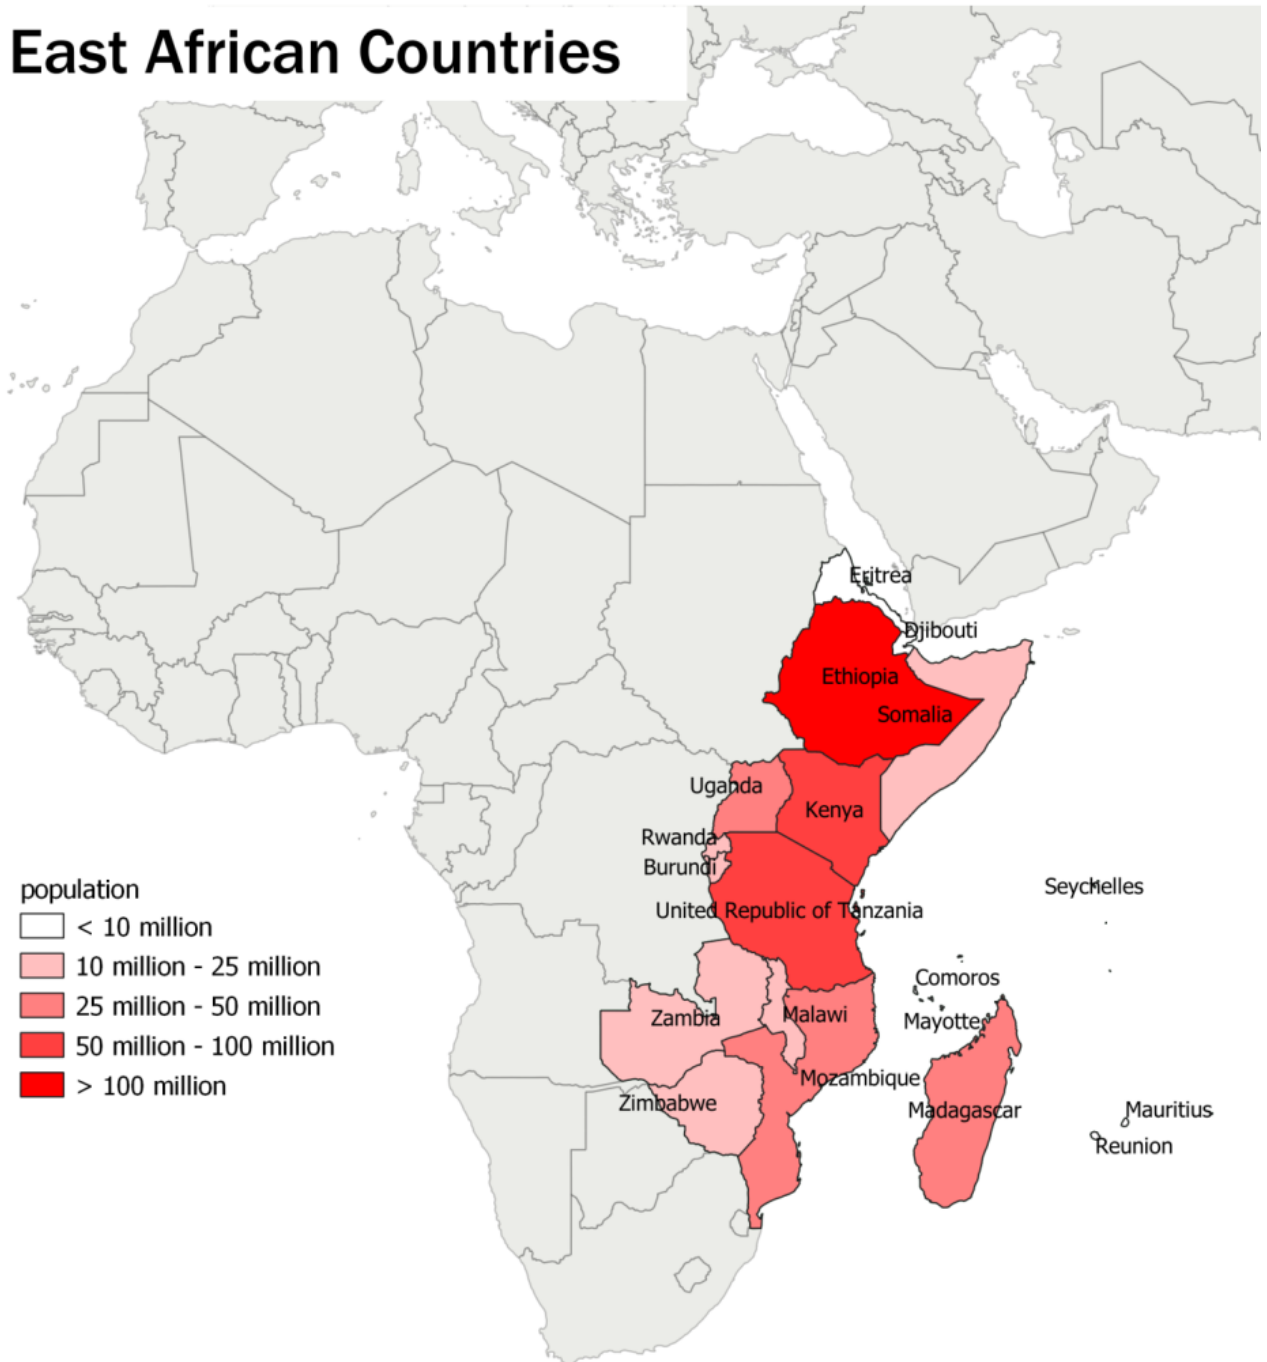 East African Countries
Eritrea
Djibouti
Ethiopia
Somalia
Uganda
Kenya
Rwanda
Burundi
Seychelles
United Republic of Tanzania
Comoros
Malawi
Zambia
Mayotte
Mozambique
Zimbabwe
Madagascar
Mauritius
Reunion
population
< 10 million
10 million - 25 million
25 million - 50 million
50 million - 100 million
> 100 million